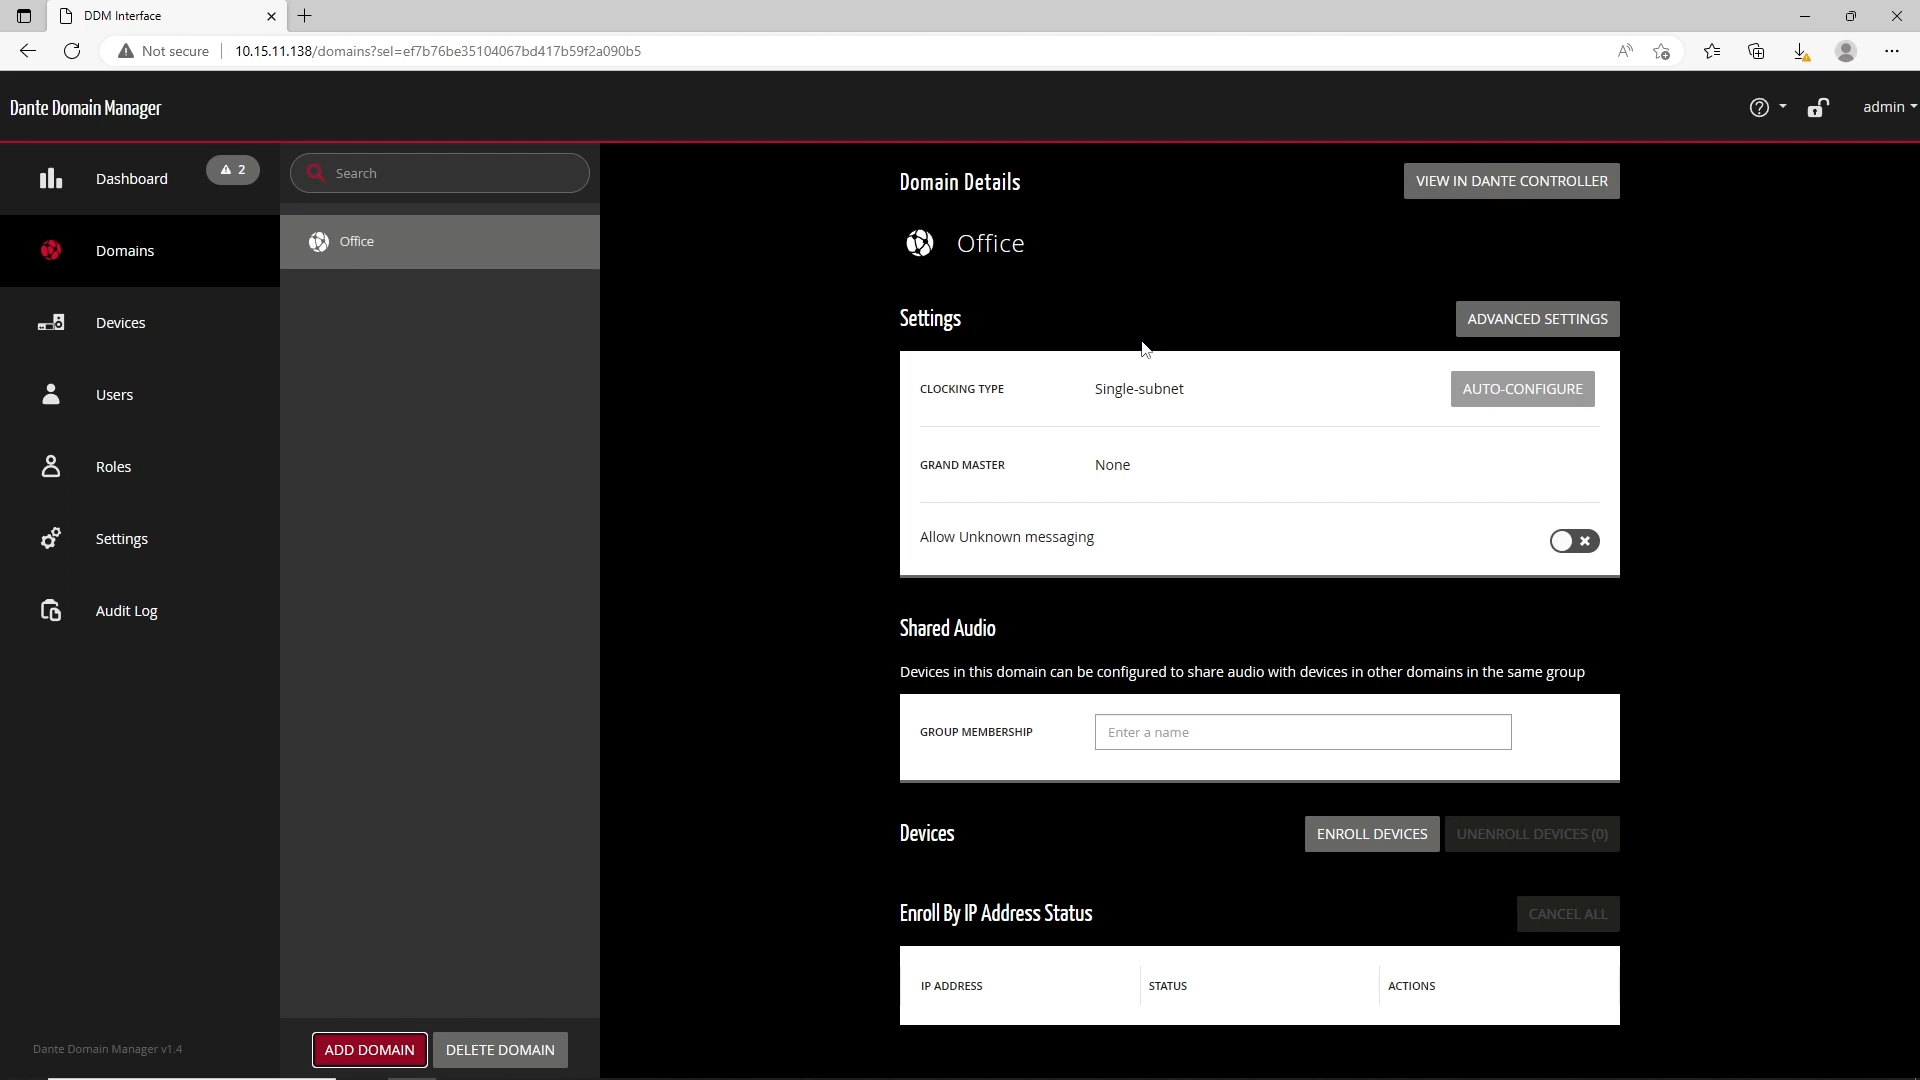 DDM Interface
Not secure
10.15.11.138/domains?sel=ef7b76be35104067bd417b59f2a090b5
Dante Domain Manager
admin
Dashboard
2
Domains
Devices
Users
Roles
Settings
Audit Log
Dante Domain Manager v1.4
Search
Office
ADD DOMAIN
DELETE DOMAIN
Domain Details
VIEW IN DANTE CONTROLLER
Office
Settings
ADVANCED SETTINGS
CLOCKING TYPE
Single-subnet
AUTO-CONFIGURE
GRAND MASTER
None
Allow Unknown messaging
Shared Audio
Devices in this domain can be configured to share audio with devices in other domains in the same group
GROUP MEMBERSHIP
Enter a name
Devices
ENROLL DEVICES
UNENROLL DEVICES (0)
Enroll By IP Address Status
CANCEL ALL
IP ADDRESS
STATUS
ACTIONS